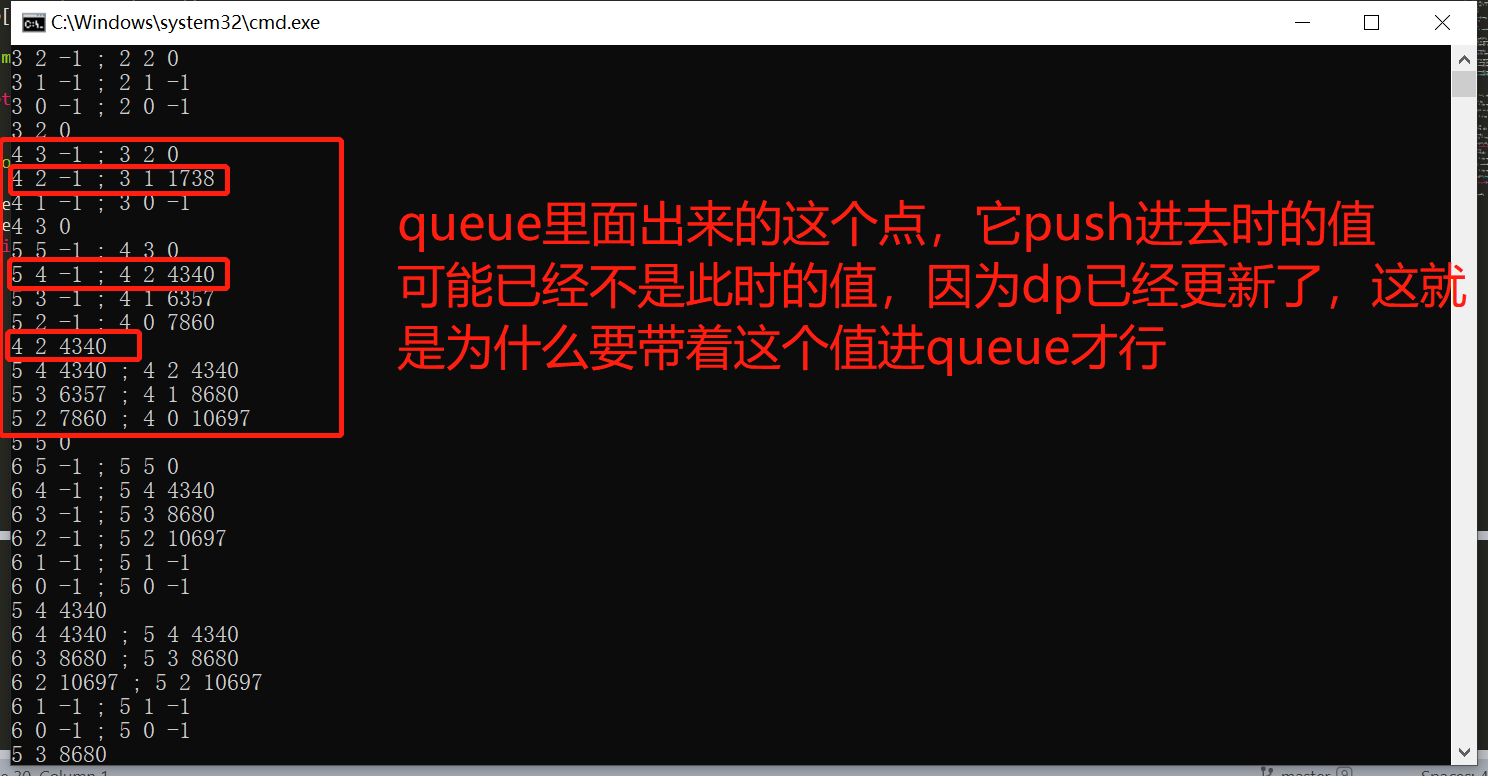 C:\Windows\system32\cmd.exe
3 2 -1 ; 2 2 0
3 1 -1 ; 2 1 -1
3 0 -1 ; 2 0 -1
3 2 0
4 3 -1 ; 3 2 0
4 2 -1 ; 3 1 1738
4 1 -1 ; 3 0 -1
4 3 0
5 5 -1 ; 4 3 0
5 4 -1 ; 4 2 4340
5 3 -1 ; 4 1 6357
5 2 -1 ; 4 0 7860
4 2 4340
5 4 4340 ; 4 2 4340
5 3 6357 ; 4 1 8680
5 2 7860 ; 4 0 10697
5 5 0
6 5 -1 ; 5 5 0
6 4 -1 ; 5 4 4340
6 3 -1 ; 5 3 8680
6 2 -1 ; 5 2 10697
6 1 -1 ; 5 1 -1
6 0 -1 ; 5 0 -1
5 4 4340
6 4 4340 ; 5 4 4340
6 3 8680 ; 5 3 8680
6 2 10697 ; 5 2 10697
6 1 -1 ; 5 1 -1
6 0 -1 ; 5 0 -1
5 3 8680
queue里面出来的这个点，它push进去时的值
可能已经不是此时的值，因为dp已经更新了，这就
是为什么要带着这个值进queue才行